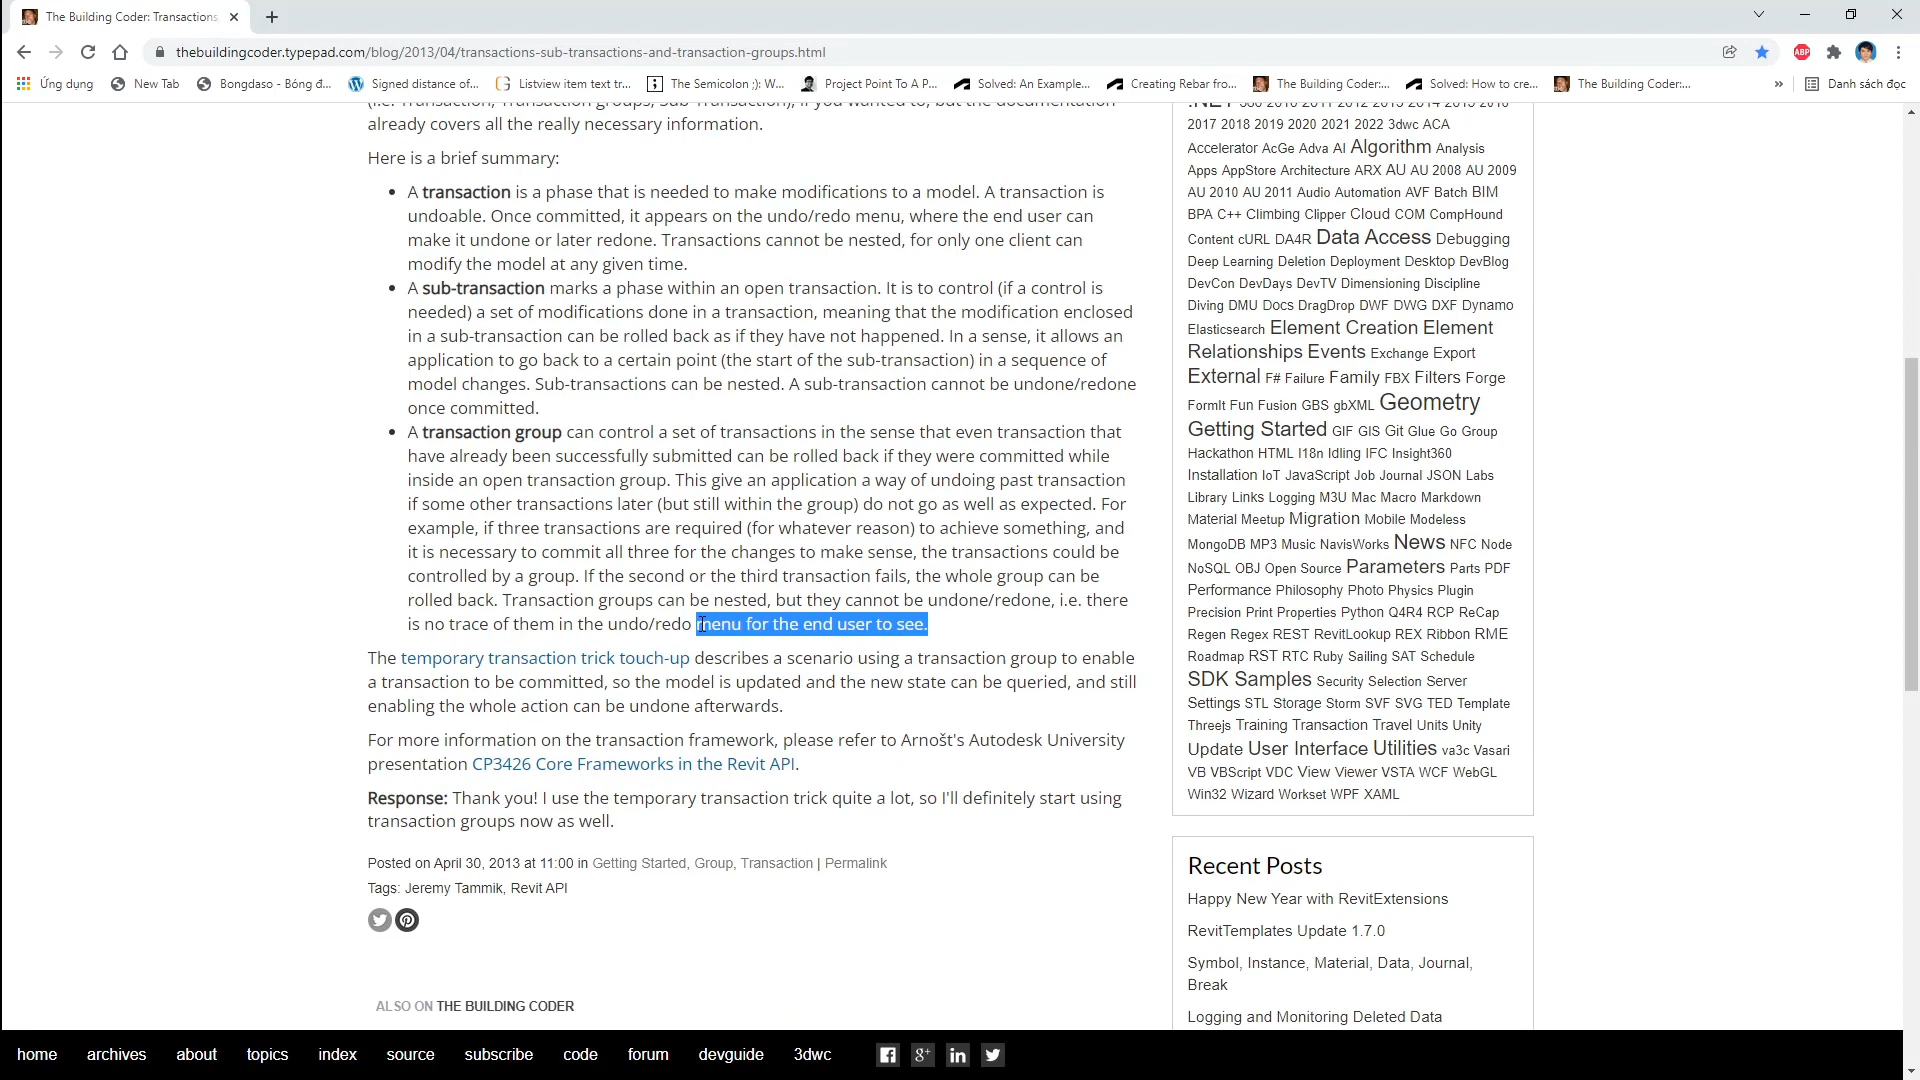 The Building Coder: Transactions,
thebuildingcoder.typepad.com/blog/2013/04/transactions-sub-transactions-and-transaction-groups.html
ABP
Ứng dụng
New Tab
Bongdaso - Bóng đ...
Signed distance of...
Listview item text tr...
The Semicolon ;): W...
Project Point To A P...
Solved: An Example...
Creating Rebar fro...
The Building Coder:...
Solved: How to cre...
The Building Coder:...
»
Danh sách đọc
(i.e. Transaction, Transaction groups, Sub-Transaction), if you wanted to, but the documentation
already covers all the really necessary information.
Here is a brief summary:
• A transaction is a phase that is needed to make modifications to a model. A transaction is
undoable. Once committed, it appears on the undo/redo menu, where the end user can
make it undone or later redone. Transactions cannot be nested, for only one client can
modify the model at any given time.
• A sub-transaction marks a phase within an open transaction. It is to control (if a control is
needed) a set of modifications done in a transaction, meaning that the modification enclosed
in a sub-transaction can be rolled back as if they have not happened. In a sense, it allows an
application to go back to a certain point (the start of the sub-transaction) in a sequence of
model changes. Sub-transactions can be nested. A sub-transaction cannot be undone/redone
once committed.
• A transaction group can control a set of transactions in the sense that even transaction that
have already been successfully submitted can be rolled back if they were committed while
inside an open transaction group. This give an application a way of undoing past transaction
if some other transactions later (but still within the group) do not go as well as expected. For
example, if three transactions are required (for whatever reason) to achieve something, and
it is necessary to commit all three for the changes to make sense, the transactions could be
controlled by a group. If the second or the third transaction fails, the whole group can be
rolled back. Transaction groups can be nested, but they cannot be undone/redone, i.e. there
is no trace of them in the undo/redo menu for the end user to see.
The temporary transaction trick touch-up describes a scenario using a transaction group to enable
a transaction to be committed, so the model is updated and the new state can be queried, and still
enabling the whole action can be undone afterwards.
For more information on the transaction framework, please refer to Arnošt's Autodesk University
presentation CP3426 Core Frameworks in the Revit API.
Response: Thank you! I use the temporary transaction trick quite a lot, so I'll definitely start using
transaction groups now as well.
Posted on April 30, 2013 at 11:00 in Getting Started, Group, Transaction | Permalink
Tags: Jeremy Tammik, Revit API
ALSO ON THE BUILDING CODER
.NET 360 2010 2011 2012 2013 2014 2015 2016
2017 2018 2019 2020 2021 2022 3dwc ACA
Accelerator AcGe Adva AI Algorithm Analysis
Apps AppStore Architecture ARX AU AU 2008 AU 2009
AU 2010 AU 2011 Audio Automation AVF Batch BIM
BPA C++ Climbing Clipper Cloud COM CompHound
Content cURL DA4R Data Access Debugging
Deep Learning Deletion Deployment Desktop DevBlog
DevCon DevDays DevTV Dimensioning Discipline
Diving DMU Docs DragDrop DWF DWG DXF Dynamo
Elasticsearch Element Creation Element
Relationships Events Exchange Export
External F# Failure Family FBX Filters Forge
FormIt Fun Fusion GBS gbXML Geometry
Getting Started GIF GIS Git Glue Go Group
Hackathon HTML I18n Idling IFC Insight360
Installation IoT JavaScript Job Journal JSON Labs
Library Links Logging M3U Mac Macro Markdown
Material Meetup Migration Mobile Modeless
MongoDB MP3 Music NavisWorks News NFC Node
NoSQL OBJ Open Source Parameters Parts PDF
Performance Philosophy Photo Physics Plugin
Precision Print Properties Python Q4R4 RCP ReCap
Regen Regex REST RevitLookup REX Ribbon RME
Roadmap RST RTC Ruby Sailing SAT Schedule
SDK Samples Security Selection Server
Settings STL Storage Storm SVF SVG TED Template
Threejs Training Transaction Travel Units Unity
Update User Interface Utilities va3c Vasari
VB VBScript VDC View Viewer VSTA WCF WebGL
Win32 Wizard Workset WPF XAML
Recent Posts
Happy New Year with RevitExtensions
RevitTemplates Update 1.7.0
Symbol, Instance, Material, Data, Journal,
Break
Logging and Monitoring Deleted Data
home archives about topics index source subscribe code forum devguide 3dwc